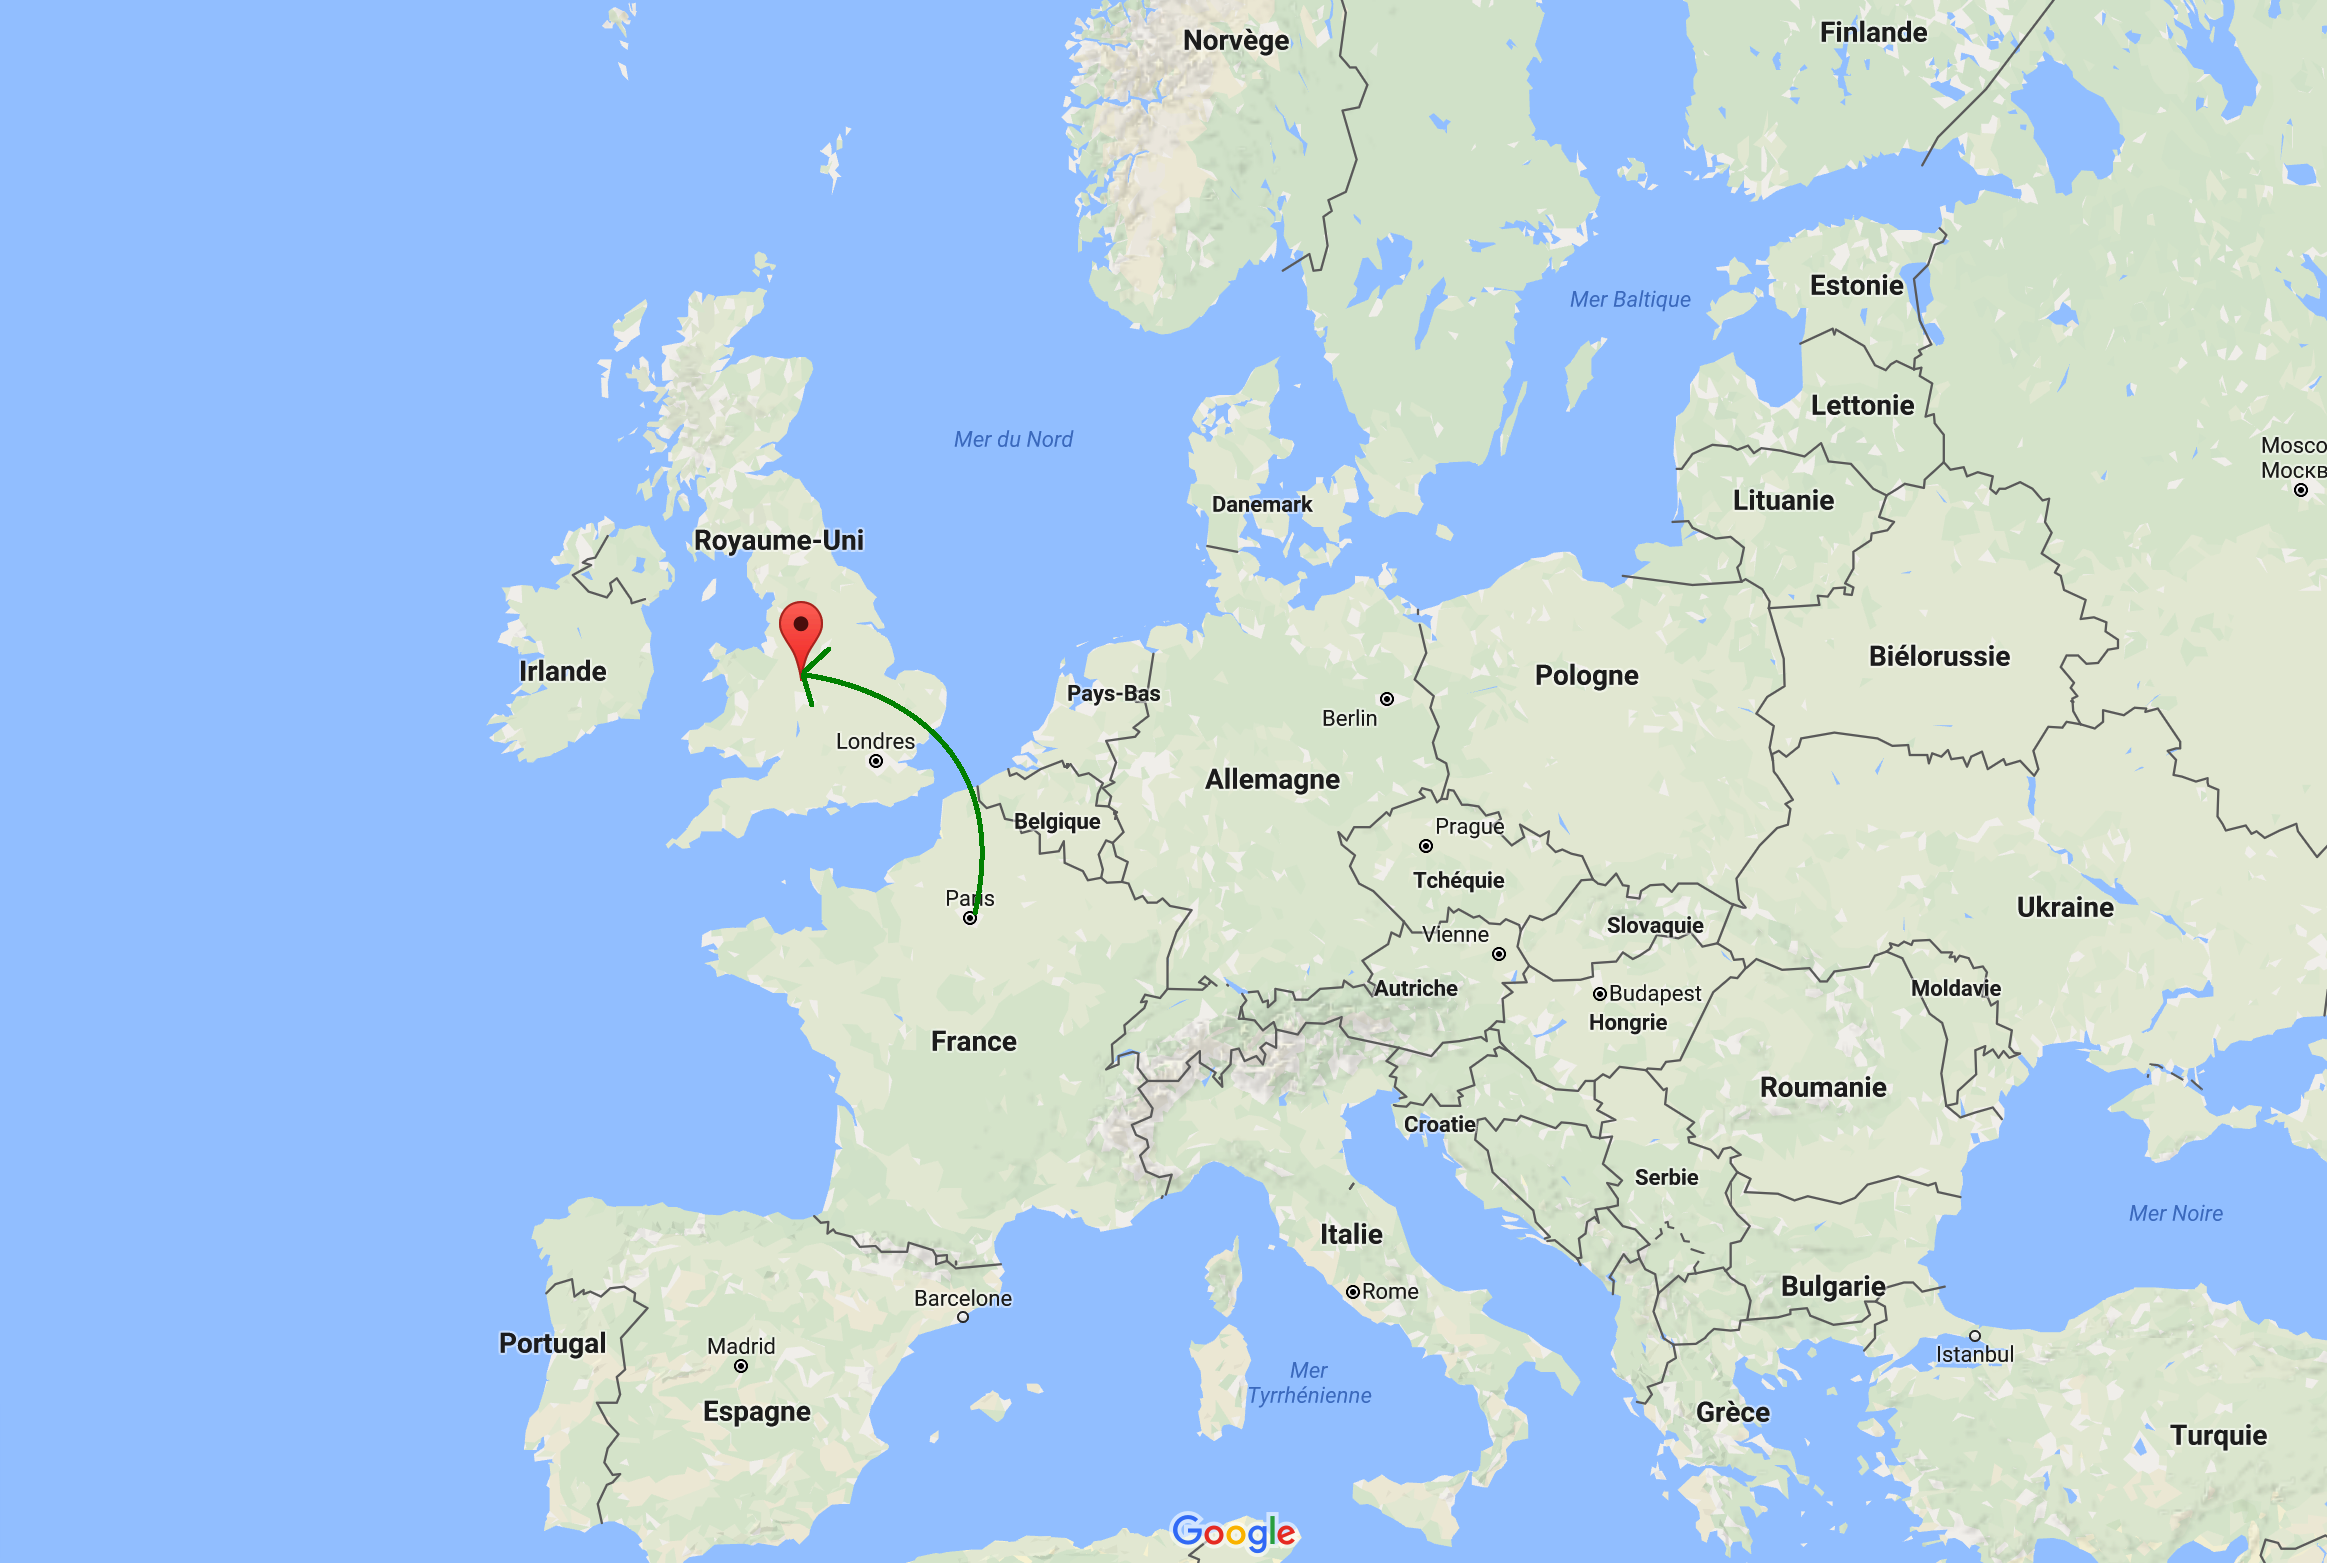 Norvège
Finlande
Estonie
Mer Baltique
Lettonie
Mer du Nord
Mosco
Москв
Lituanie
Danemark
Royaume-Uni
Biélorussie
Irlande
Pologne
Pays-Bas
Berlin
Londres
Allemagne
Belgique
Prague
Tchéquie
Paris
Ukraine
Slovaquie
Vienne
Autriche
Moldavie
Budapest
Hongrie
France
Roumanie
Croatie
Serbie
Mer Noire
Italie
Bulgarie
Rome
Barcelone
Portugal
Madrid
Istanbul
Mer
Tyrrhénienne
Espagne
Grèce
Turquie
Google